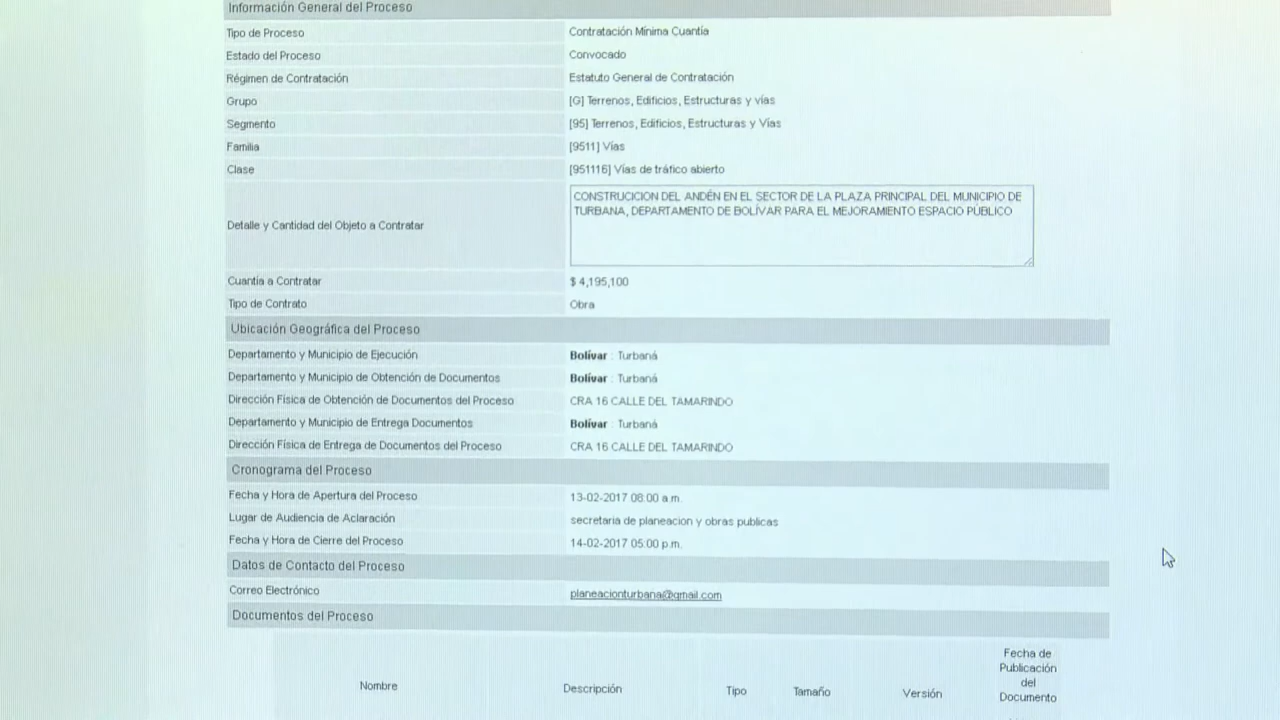 Información General del Proceso
Tipo de Proceso Contratación Mínima Cuantía
Estado del Proceso Convocado
Régimen de Contratación Estatuto General de Contratación
Grupo [G] Terrenos, Edificios, Estructuras y vías
Segmento [95] Terrenos, Edificios, Estructuras y Vías
Familia [9511] Vías
Clase [951116] Vías de tráfico abierto
Detalle y Cantidad del Objeto a Contratar CONSTRUCICION DEL ANDÉN EN EL SECTOR DE LA PLAZA PRINCIPAL DEL MUNICIPIO DE
TURBANA, DEPARTAMENTO DE BOLÍVAR PARA EL MEJORAMIENTO ESPACIO PÚBLICO
Cuantía a Contratar $ 4,195,100
Tipo de Contrato Obra
Ubicación Geográfica del Proceso
Departamento y Municipio de Ejecución Bolívar : Turbaná
Departamento y Municipio de Obtención de Documentos Bolívar : Turbaná
Dirección Física de Obtención de Documentos del Proceso CRA 16 CALLE DEL TAMARINDO
Departamento y Municipio de Entrega Documentos Bolívar : Turbaná
Dirección Física de Entrega de Documentos del Proceso CRA 16 CALLE DEL TAMARINDO
Cronograma del Proceso
Fecha y Hora de Apertura del Proceso 13-02-2017 08:00 a.m.
Lugar de Audiencia de Aclaración secretaria de planeacion y obras publicas
Fecha y Hora de Cierre del Proceso 14-02-2017 05:00 p.m.
Datos de Contacto del Proceso
Correo Electrónico planeacionturbana@gmail.com
Documentos del Proceso
Nombre Descripción Tipo Tamaño Versión Fecha de
Publicación
del
Documento